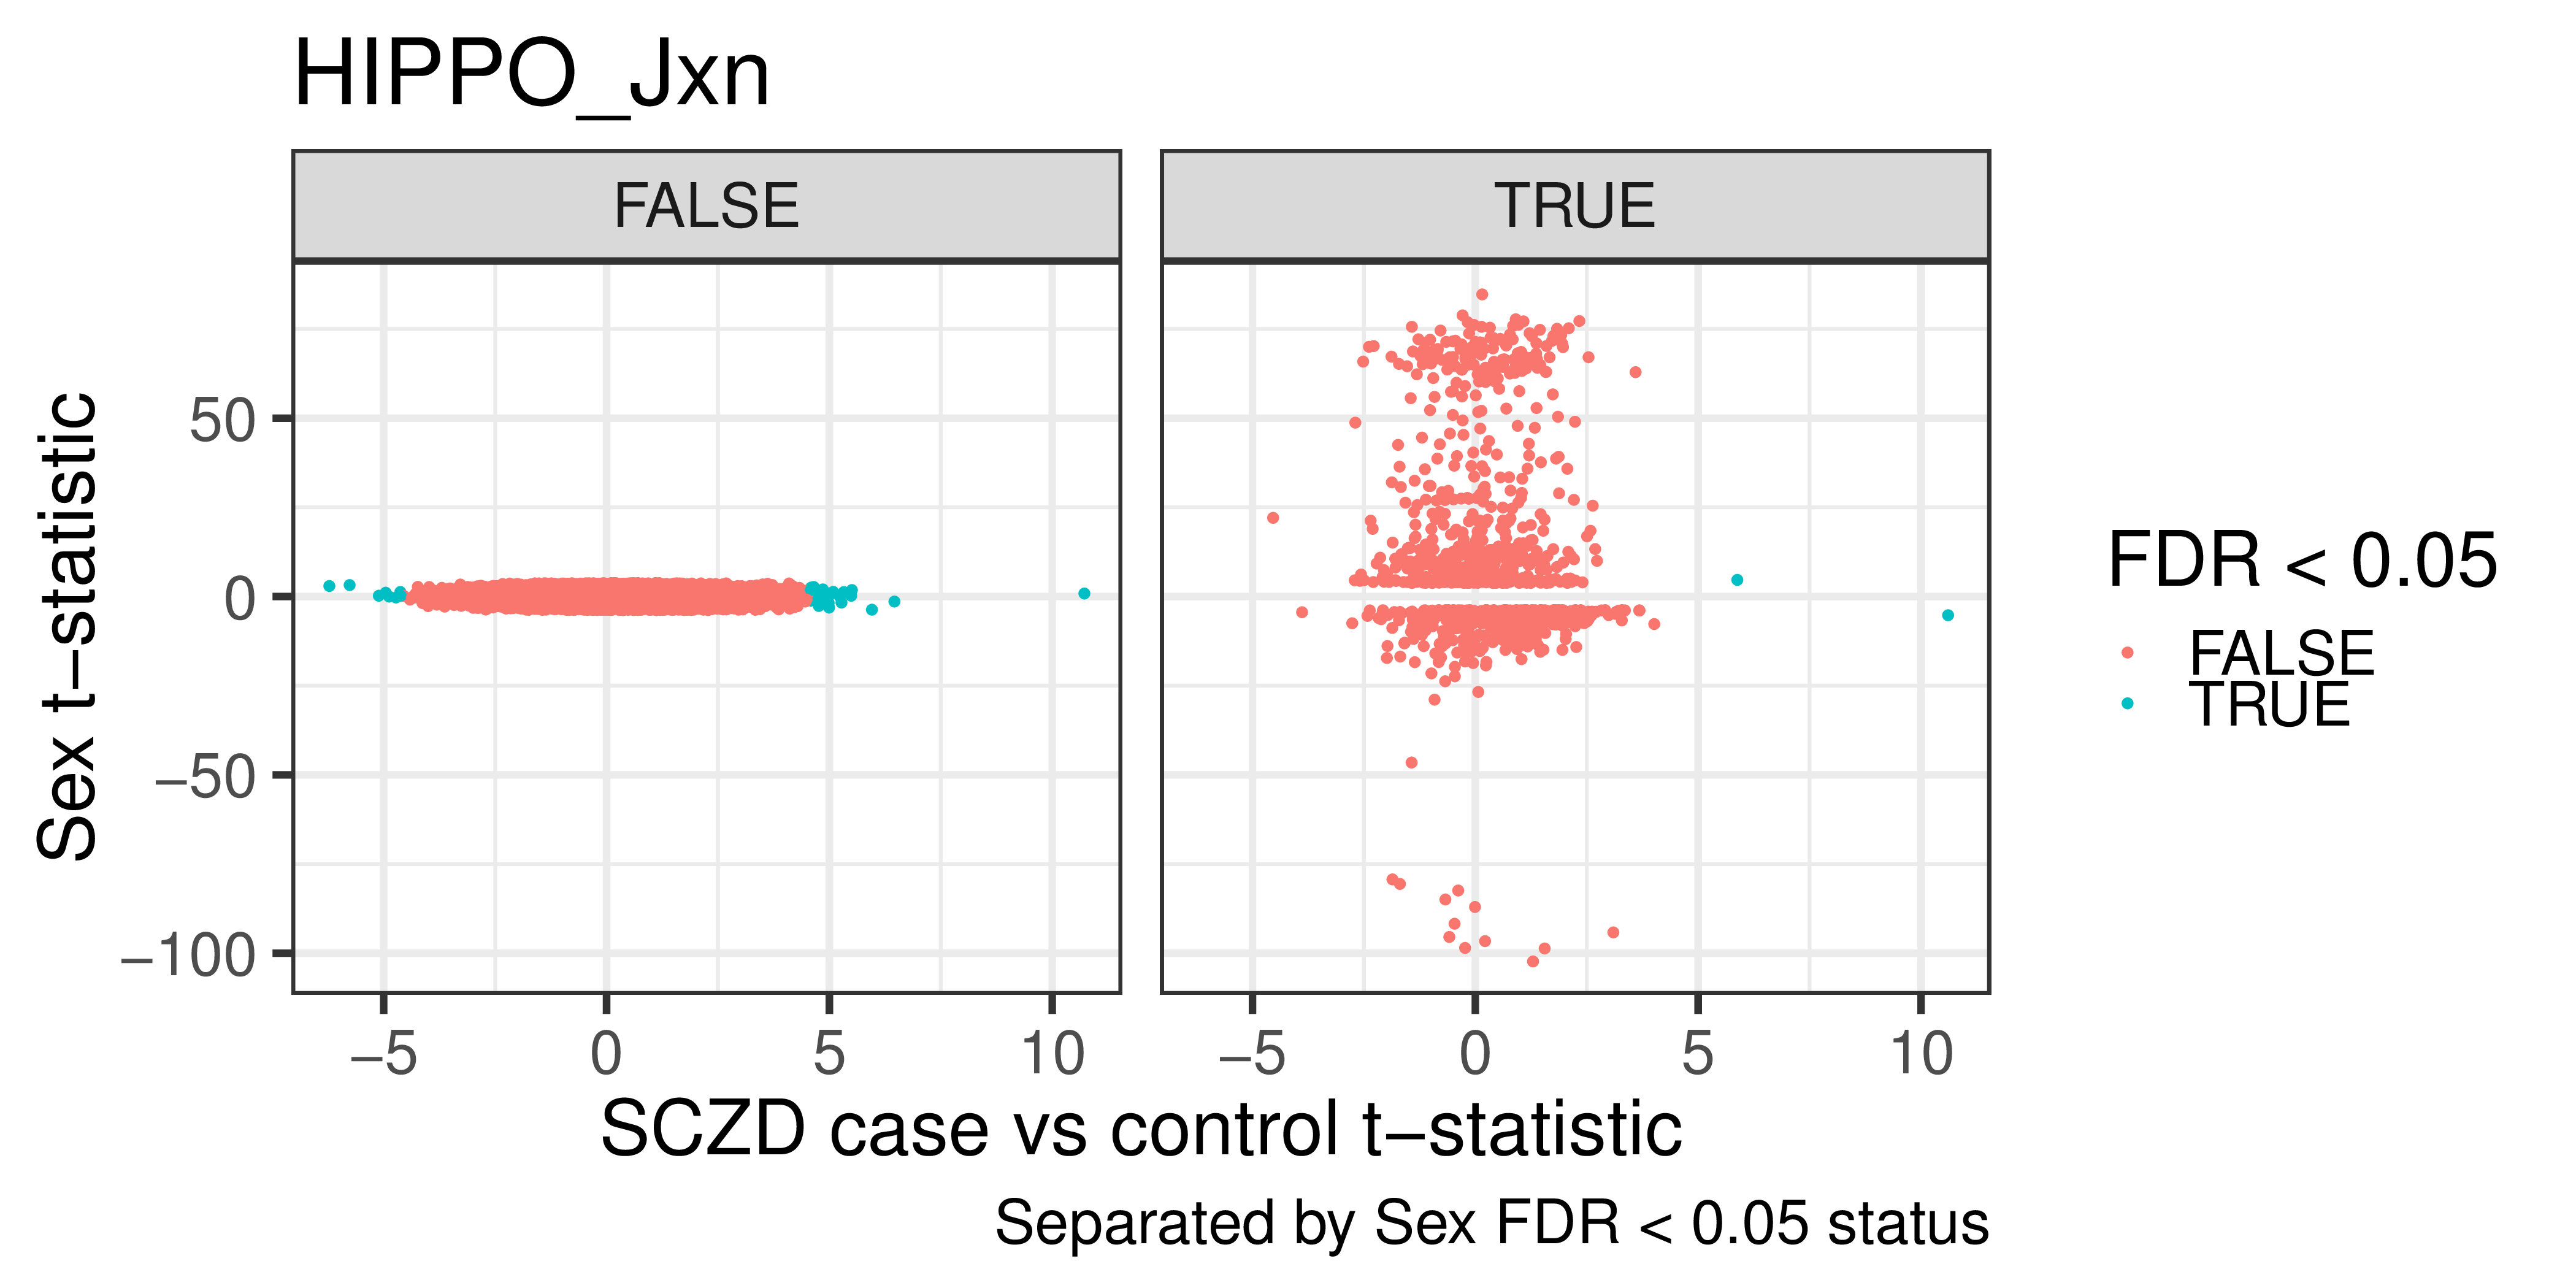 HIPPO_Jxn
FALSE
TRUE
Sex t−statistic
50
0
−50
−100
−5
0
5
10
−5
0
5
10
SCZD case vs control t−statistic
Separated by Sex FDR < 0.05 status
FDR < 0.05
FALSE
TRUE